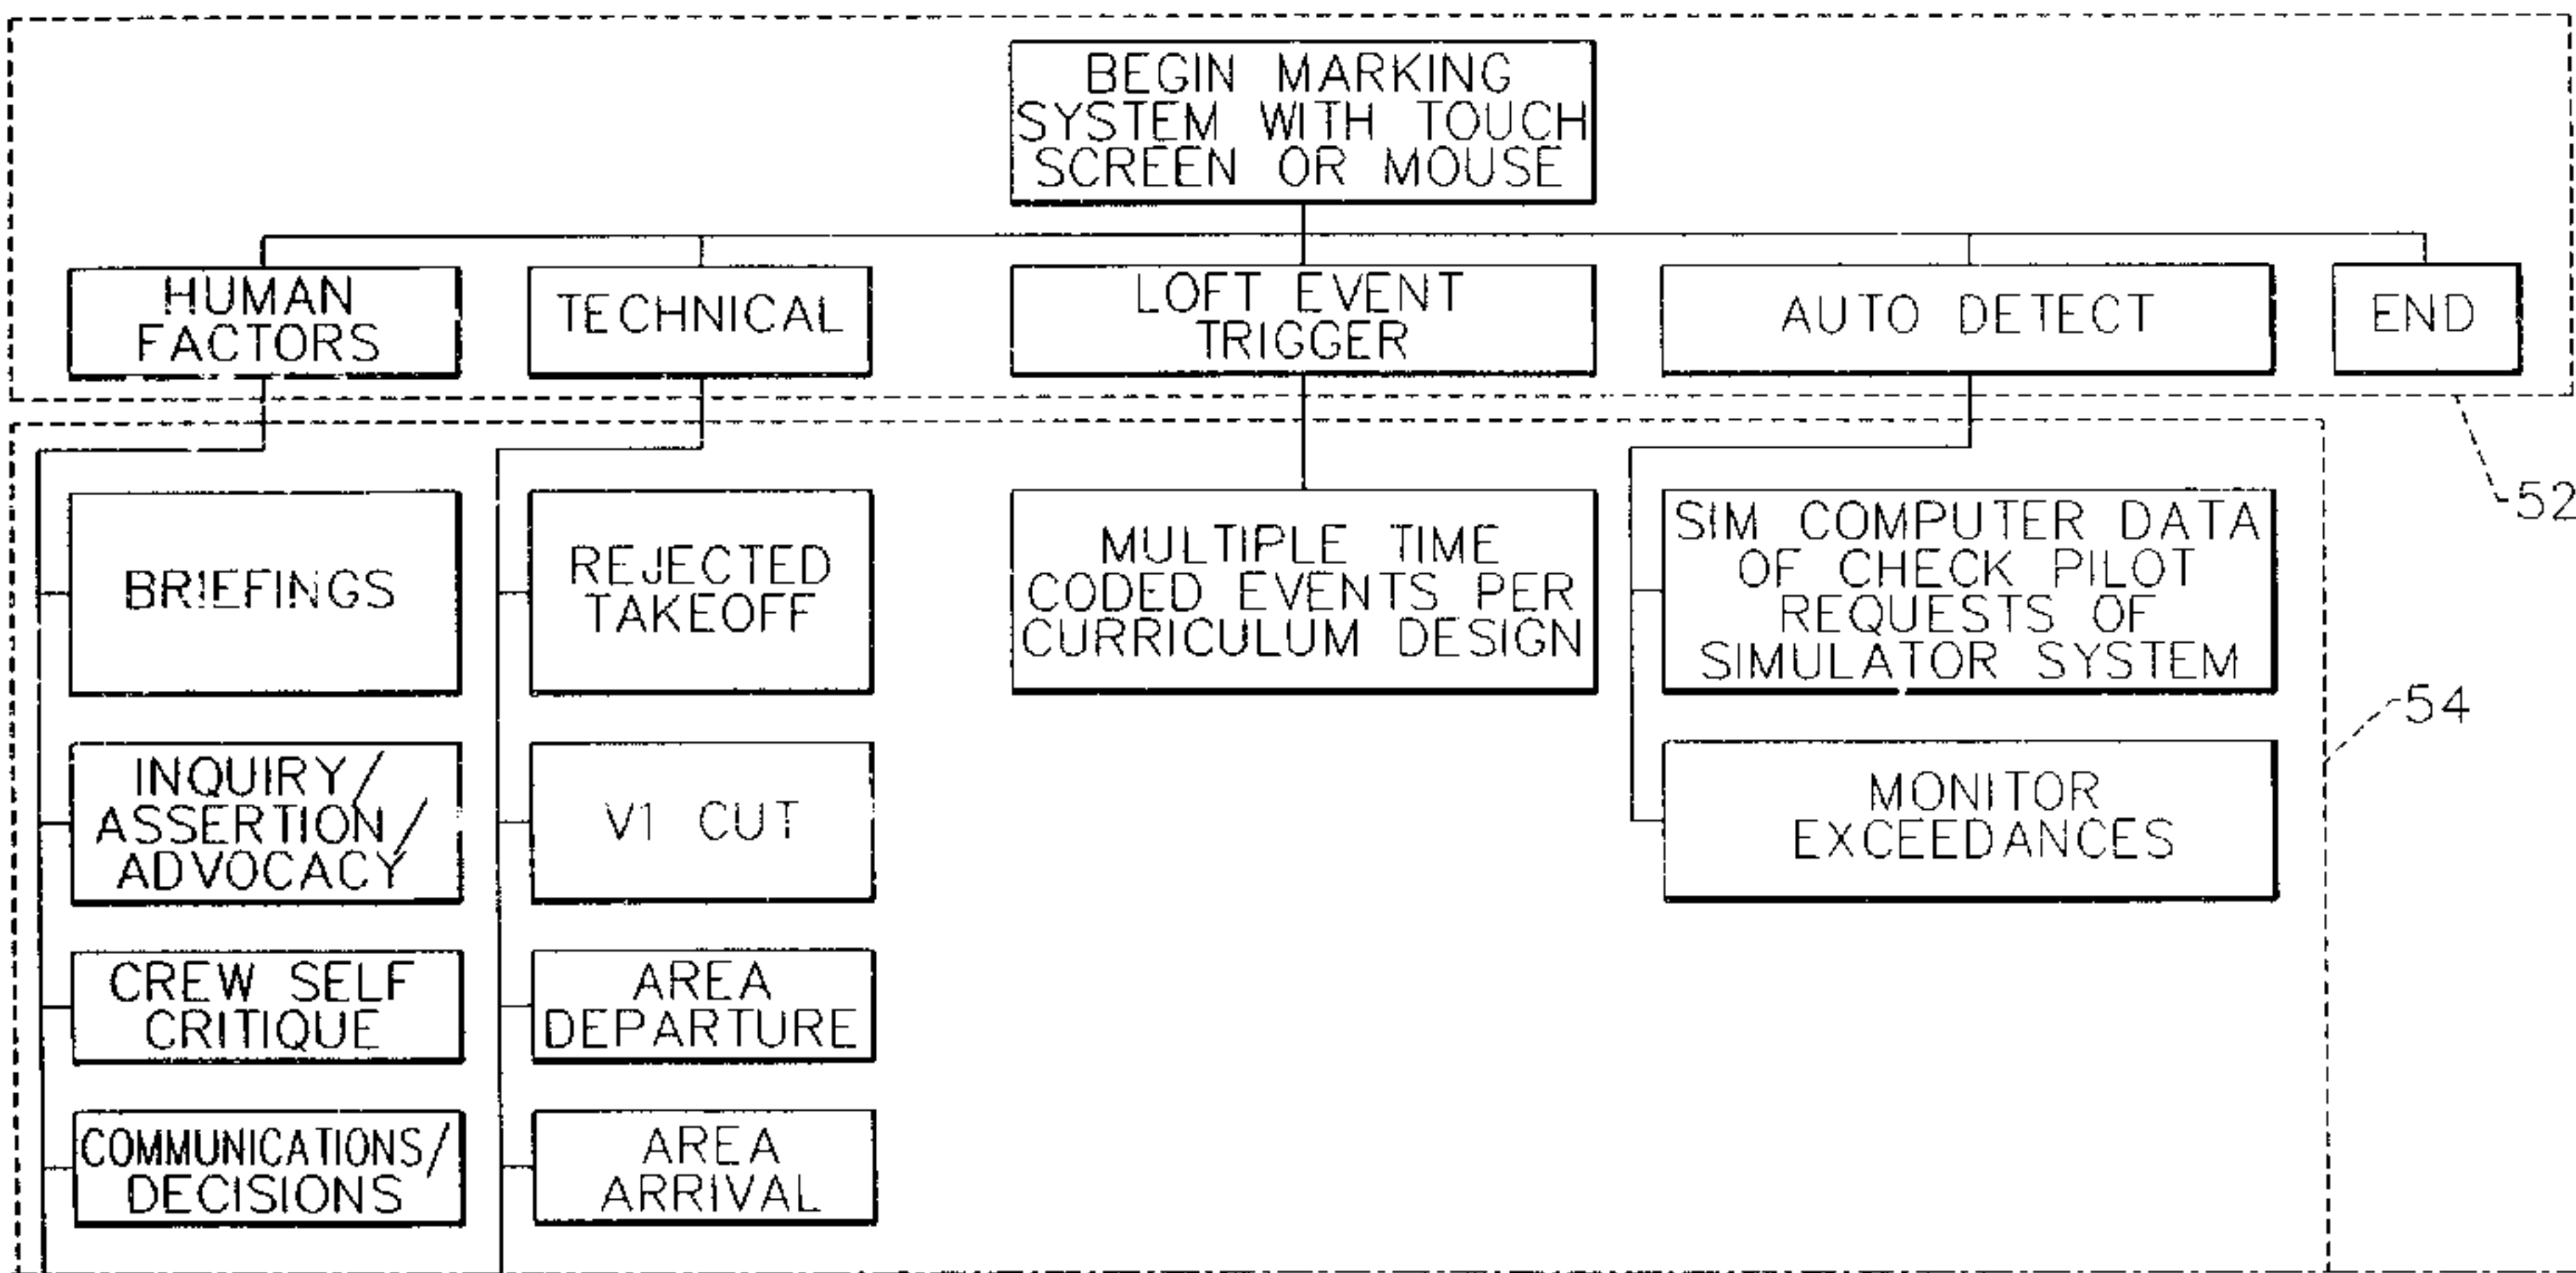 BEGIN MARKING
SYSTEM WITH TOUCH
SCREEN OR MOUSE
HUMAN
FACTORS
TECHNICAL
LOFT EVENT
TRIGGER
AUTO DETECT
END
52
BRIEFINGS
REJECTED
TAKEOFF
MULTIPLE TIME
CODED EVENTS PER
CURRICULUM DESIGN
SIM COMPUTER DATA
OF CHECK PILOT
REQUESTS OF
SIMULATOR SYSTEM
54
INQUIRY/
ASSERTION/
ADVOCACY
V1 CUT
MONITOR
EXCEEDANCES
CREW SELF
CRITIQUE
AREA
DEPARTURE
COMMUNICATIONS/
DECISIONS
AREA
ARRIVAL